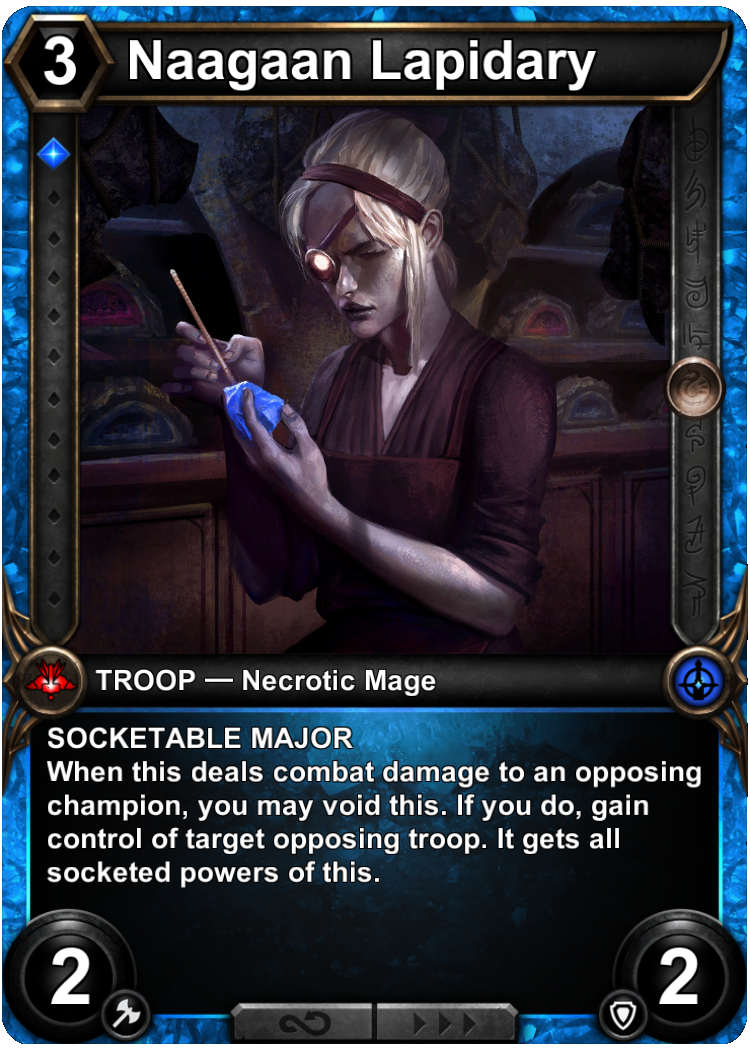 3
Naagaan Lapidary
TROOP — Necrotic Mage
SOCKETABLE MAJOR
When this deals combat damage to an opposing
champion, you may void this. If you do, gain
control of target opposing troop. It gets all
socketed powers of this.
2
2